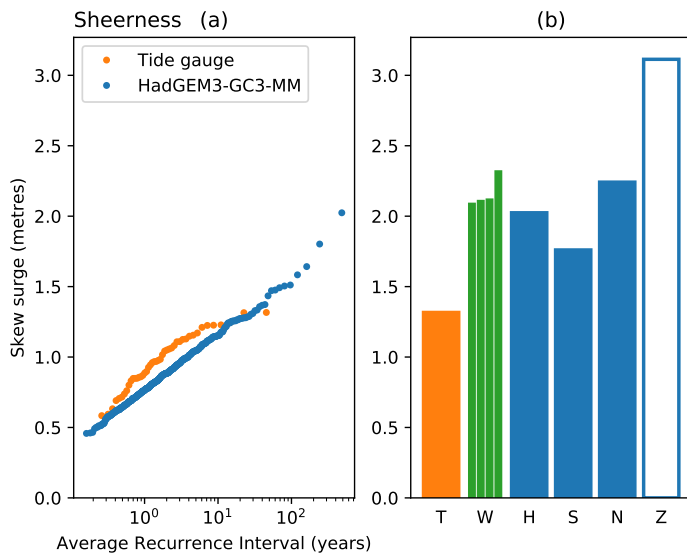 Sheerness (a)
(b)
Tide gauge
HadGEM3-GC3-MM
Skew surge (metres)
3.0
2.5
2.0
1.5
1.0
0.5
0.0
10⁰ 10¹ 10²
Average Recurrence Interval (years)
3.0
2.5
2.0
1.5
1.0
0.5
0.0
T W H S N Z